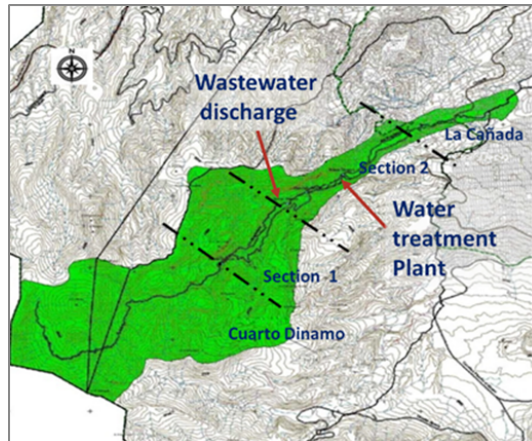 N
Wastewater
discharge
La Cañada
Section 2
Water
treatment
Plant
Section 1
Cuarto Dinamo